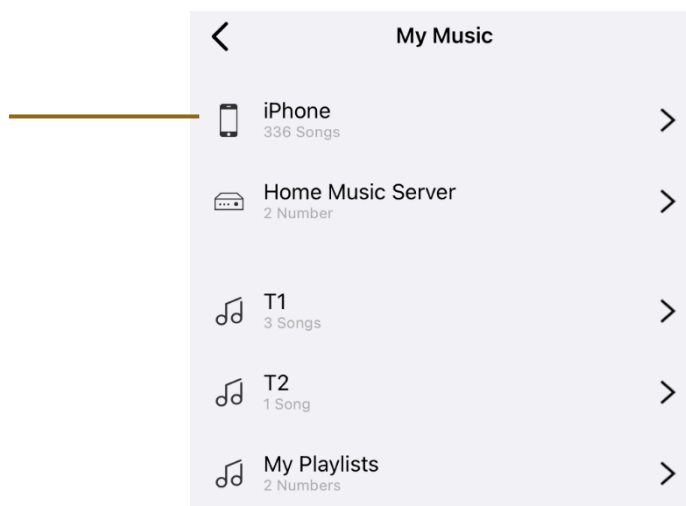 My Music
iPhone
336 Songs
Home Music Server
2 Number
T1
3 Songs
T2
1 Song
My Playlists
2 Numbers